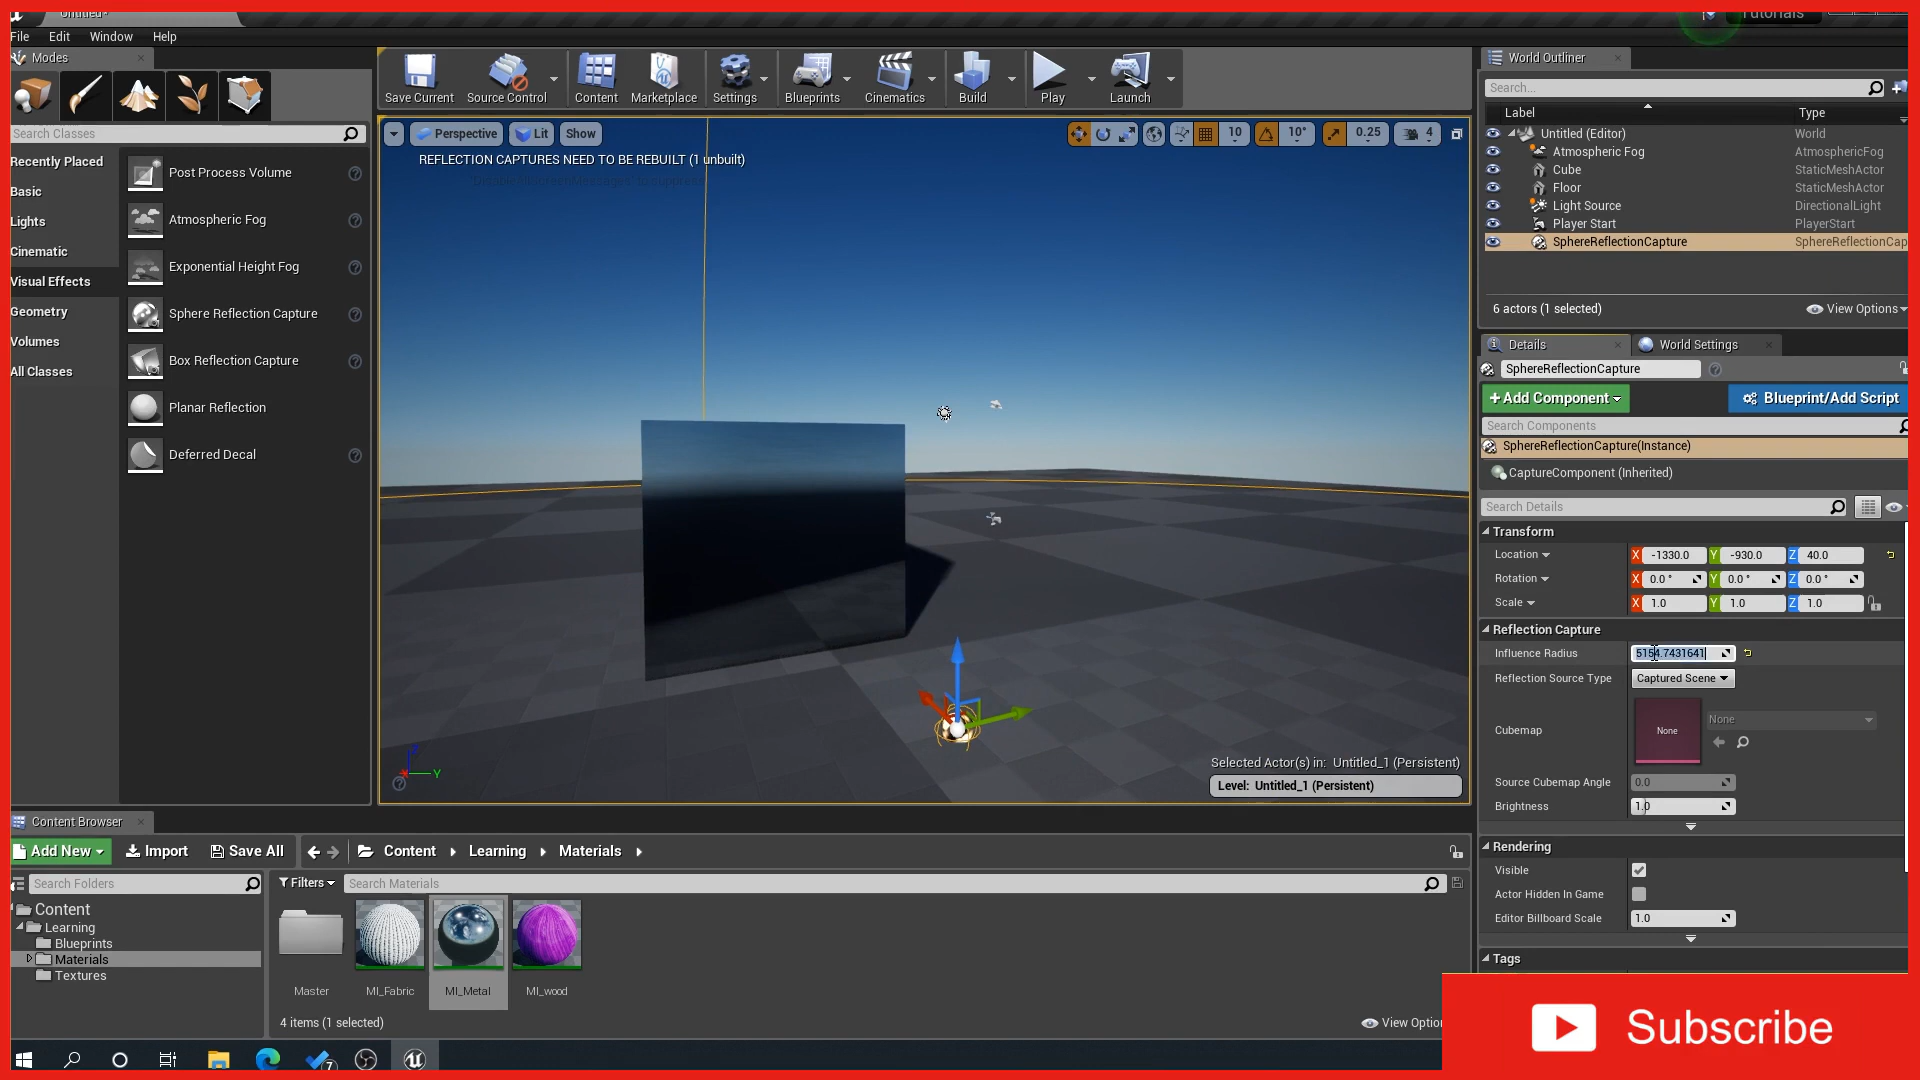 Untitled*
Tutorials
File Edit Window Help
Modes
Search Classes
Recently Placed
Basic
Lights
Cinematic
Visual Effects
Geometry
Volumes
All Classes
Post Process Volume
Atmospheric Fog
Exponential Height Fog
Sphere Reflection Capture
Box Reflection Capture
Planar Reflection
Deferred Decal
Save Current
Source Control
Content
Marketplace
Settings
Blueprints
Cinematics
Build
Play
Launch
Perspective
Lit
Show
10
10°
0.25
4
REFLECTION CAPTURES NEED TO BE REBUILT (1 unbuilt)
Z
X
Y
Selected Actor(s) in: Untitled_1 (Persistent)
Level: Untitled_1 (Persistent)
World Outliner
Search...
Label Type
Untitled (Editor) World
Atmospheric Fog AtmosphericFog
Cube StaticMeshActor
Floor StaticMeshActor
Light Source DirectionalLight
Player Start PlayerStart
SphereReflectionCapture SphereReflectionCap
6 actors (1 selected)
View Options
Details
World Settings
SphereReflectionCapture
+Add Component
Blueprint/Add Script
Search Components
SphereReflectionCapture(Instance)
CaptureComponent (Inherited)
Search Details
Transform
Location X -1330.0 Y -930.0 Z 40.0
Rotation X 0.0 ° Y 0.0 ° Z 0.0 °
Scale X 1.0 Y 1.0 Z 1.0
Reflection Capture
Influence Radius 5154.7431641
Reflection Source Type Captured Scene
Cubemap None None
Source Cubemap Angle 0.0
Brightness 1.0
Rendering
Visible
Actor Hidden In Game
Editor Billboard Scale 1.0
Tags
Content Browser
Add New
Import
Save All
Content
Learning
Materials
Search Folders
Filters
Search Materials
Content
Learning
Blueprints
Materials
Textures
Master
MI_Fabric
MI_Metal
MI_wood
4 items (1 selected)
View Optio
7
Subscribe